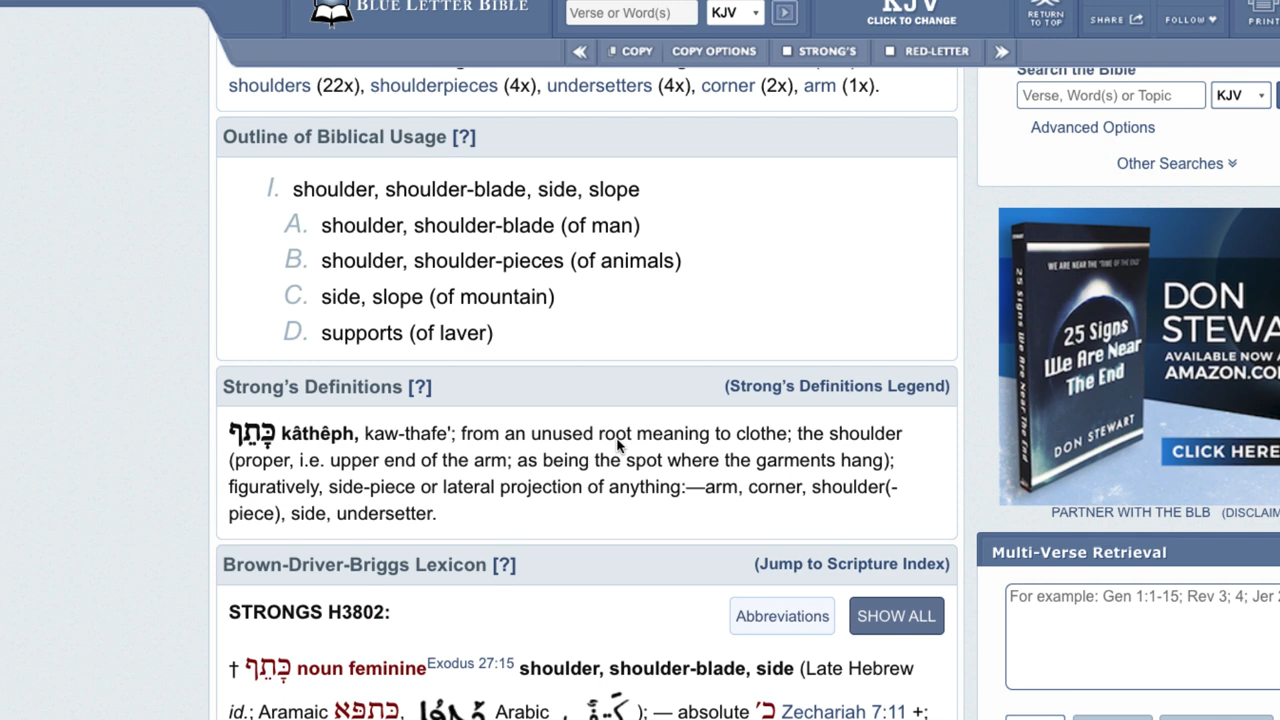 BLUE LETTER BIBLE
Verse or Word(s)
KJV
KJV
CLICK TO CHANGE
RETURN TO TOP
SHARE
FOLLOW
PRINT
COPY
COPY OPTIONS
STRONG'S
RED-LETTER
shoulders (22x), shoulderpieces (4x), undersetters (4x), corner (2x), arm (1x).
Outline of Biblical Usage [?]
I. shoulder, shoulder-blade, side, slope
A. shoulder, shoulder-blade (of man)
B. shoulder, shoulder-pieces (of animals)
C. side, slope (of mountain)
D. supports (of laver)
Strong’s Definitions [?]
(Strong’s Definitions Legend)
כָּתֵף kâthêph, kaw-thafe'; from an unused root meaning to clothe; the shoulder
(proper, i.e. upper end of the arm; as being the spot where the garments hang);
figuratively, side-piece or lateral projection of anything:—arm, corner, shoulder(-
piece), side, undersetter.
Brown-Driver-Briggs Lexicon [?]
(Jump to Scripture Index)
STRONGS H3802:
Abbreviations
SHOW ALL
† כָּתֵף noun feminine Exodus 27:15 shoulder, shoulder-blade, side (Late Hebrew
id.; Aramaic כתפא, Arabic ); — absolute כ׳ Zechariah 7:11 +;
Search the Bible
Verse, Word(s) or Topic
KJV
Advanced Options
Other Searches
WE ARE NEAR THE "TIME OF THE END"
25 Signs We Are Near The End
25 Signs
We Are Near
The End
DON STEWART
DON
STEWA
AVAILABLE NOW
AMAZON.CO
CLICK HERE
PARTNER WITH THE BLB (DISCLAIM
Multi-Verse Retrieval
For example: Gen 1:1-15; Rev 3; 4; Jer 2